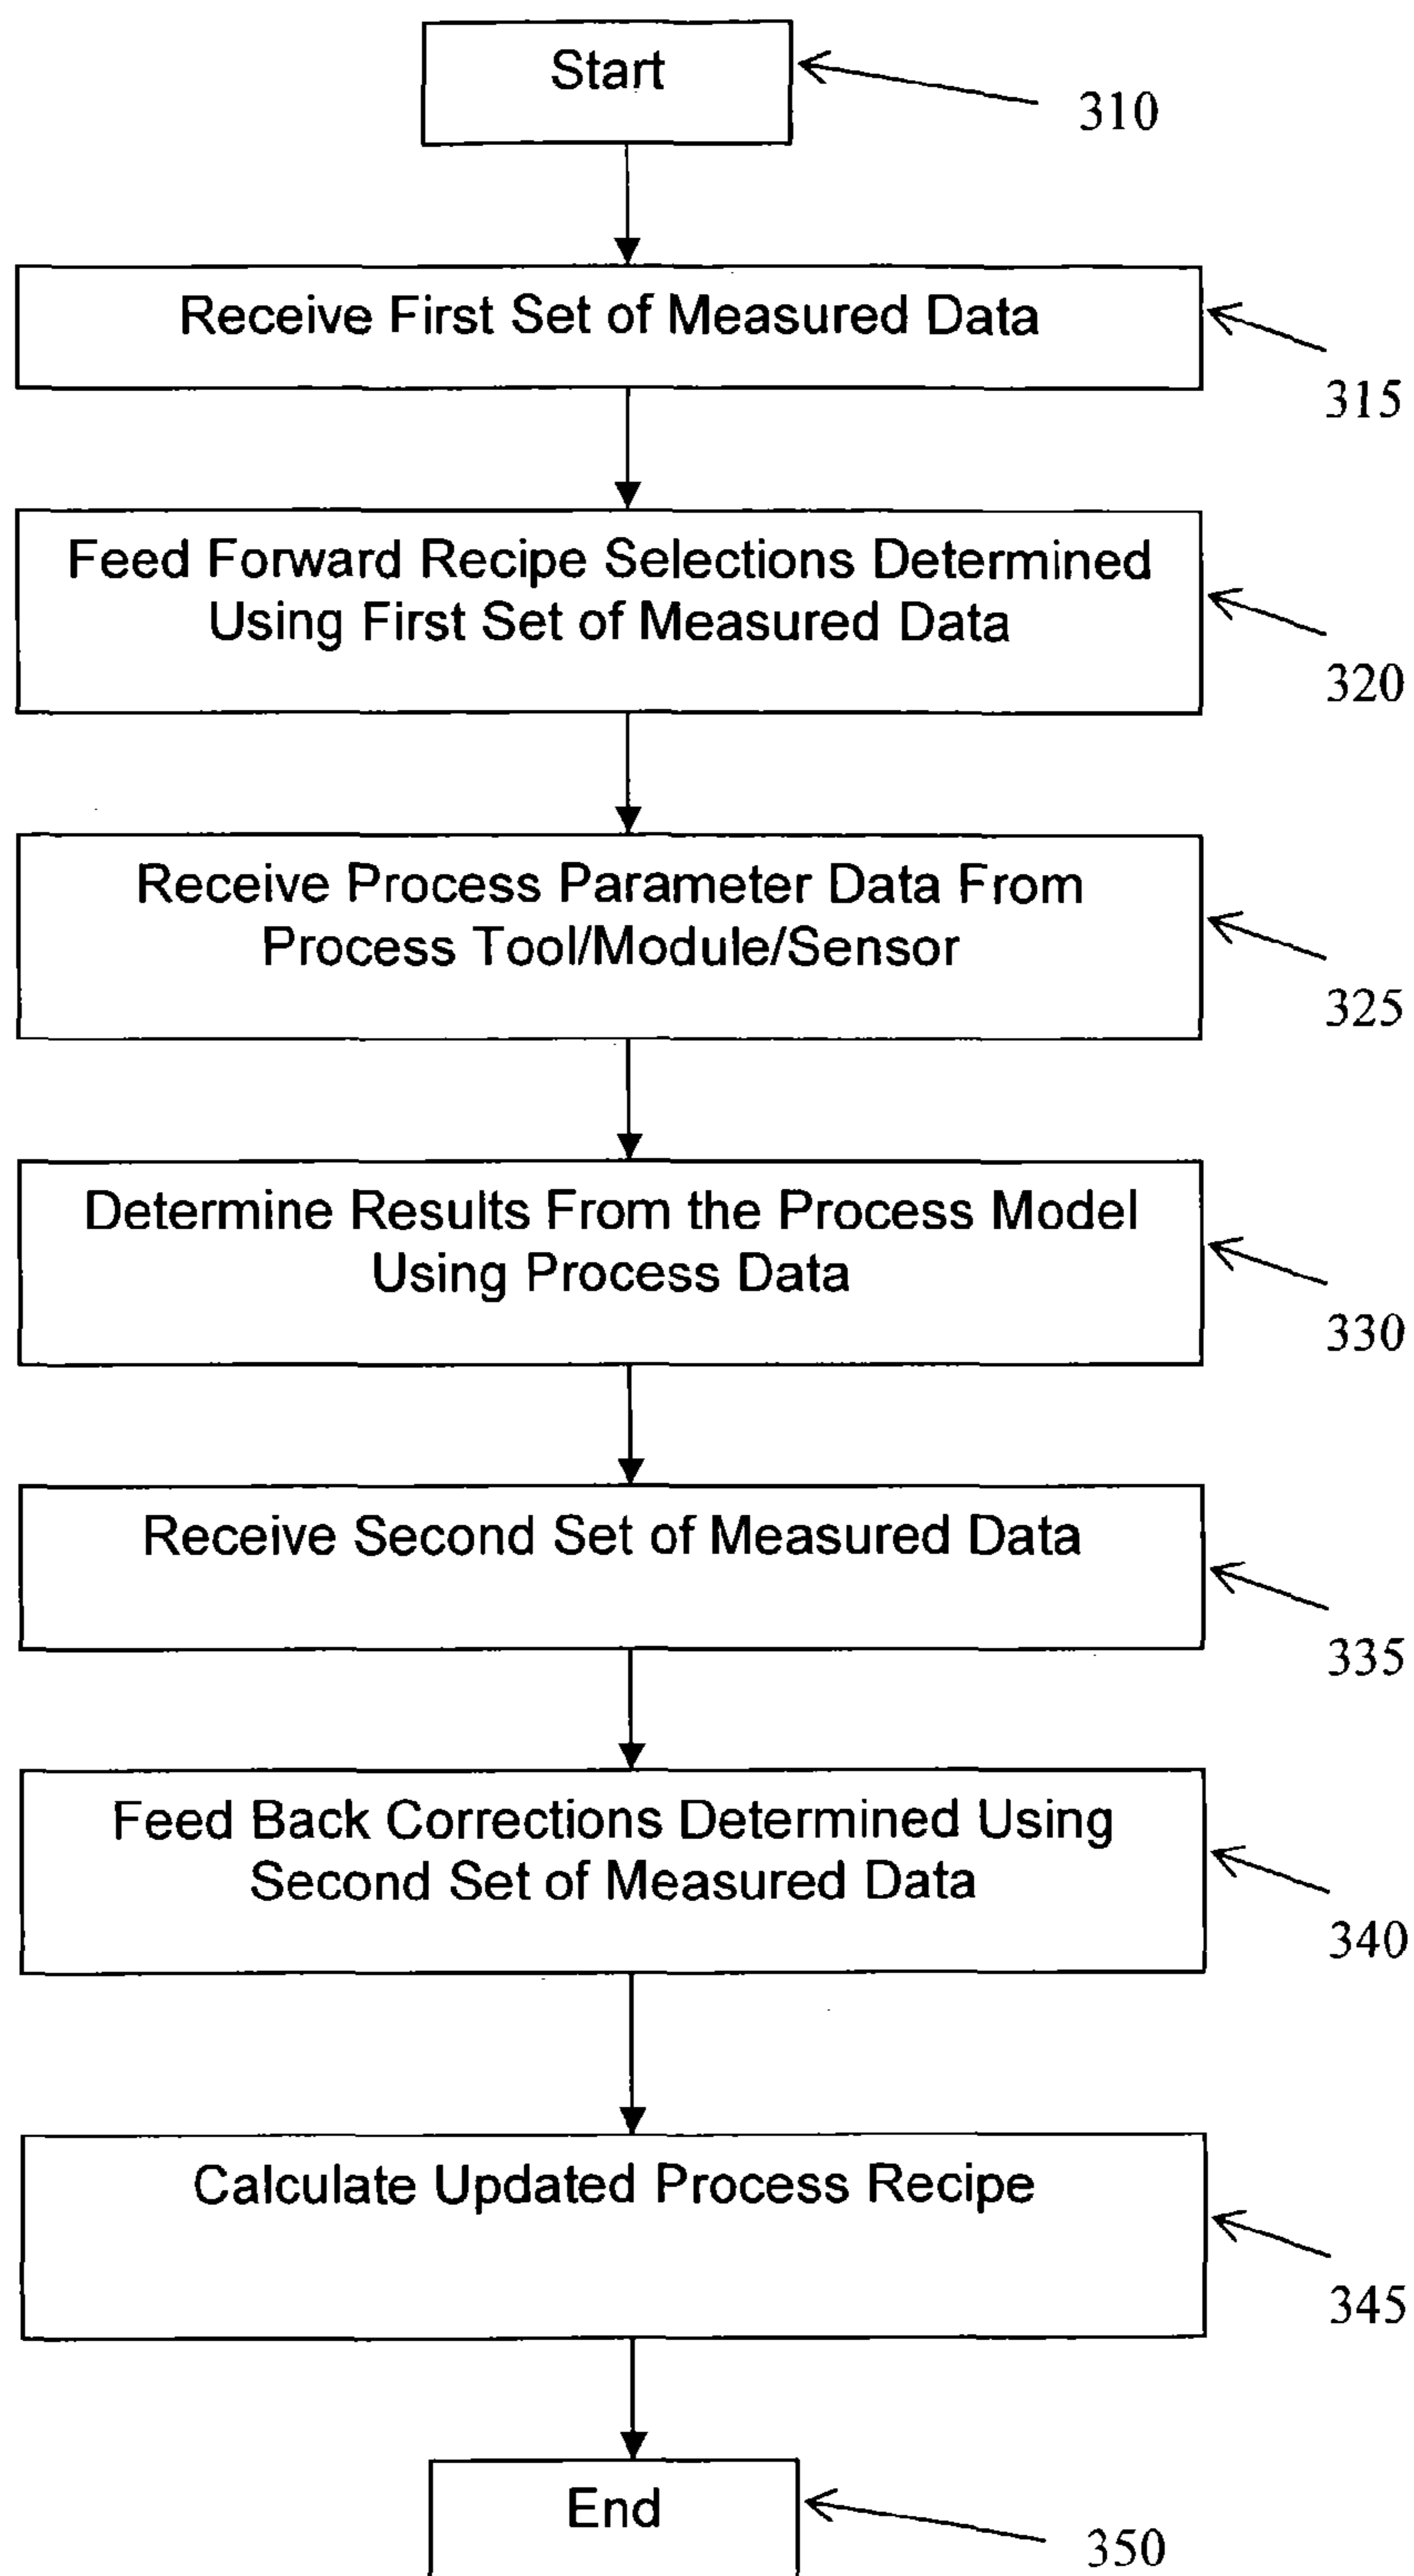 Start
310
Receive First Set of Measured Data
315
Feed Forward Recipe Selections Determined
Using First Set of Measured Data
320
Receive Process Parameter Data From
Process Tool/Module/Sensor
325
Determine Results From the Process Model
Using Process Data
330
Receive Second Set of Measured Data
335
Feed Back Corrections Determined Using
Second Set of Measured Data
340
Calculate Updated Process Recipe
345
End
350